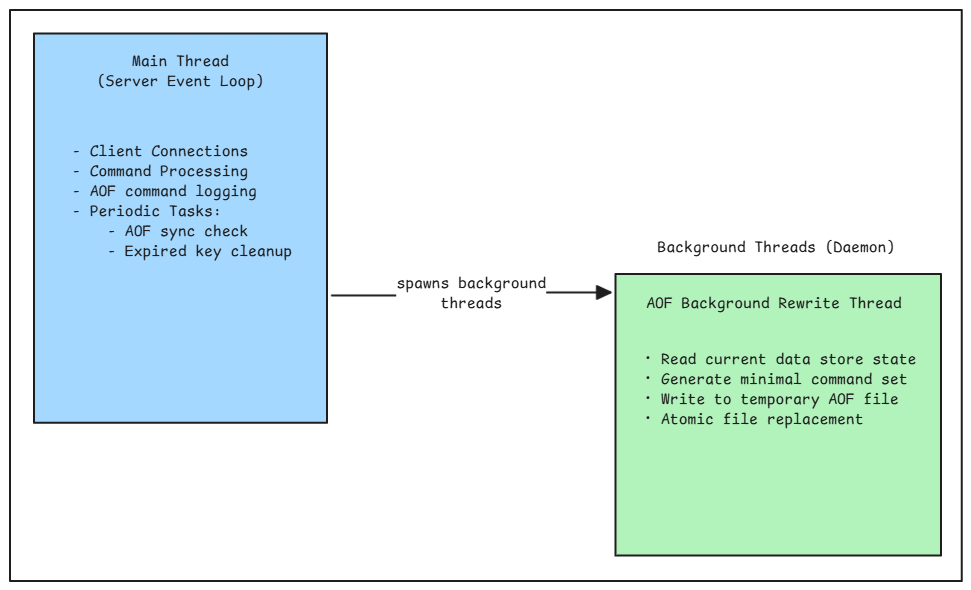 Main Thread
(Server Event Loop)
- Client Connections
- Command Processing
- AOF command logging
- Periodic Tasks:
- AOF sync check
- Expired key cleanup
spawns background
threads
Background Threads (Daemon)
AOF Background Rewrite Thread
· Read current data store state
· Generate minimal command set
· Write to temporary AOF file
· Atomic file replacement